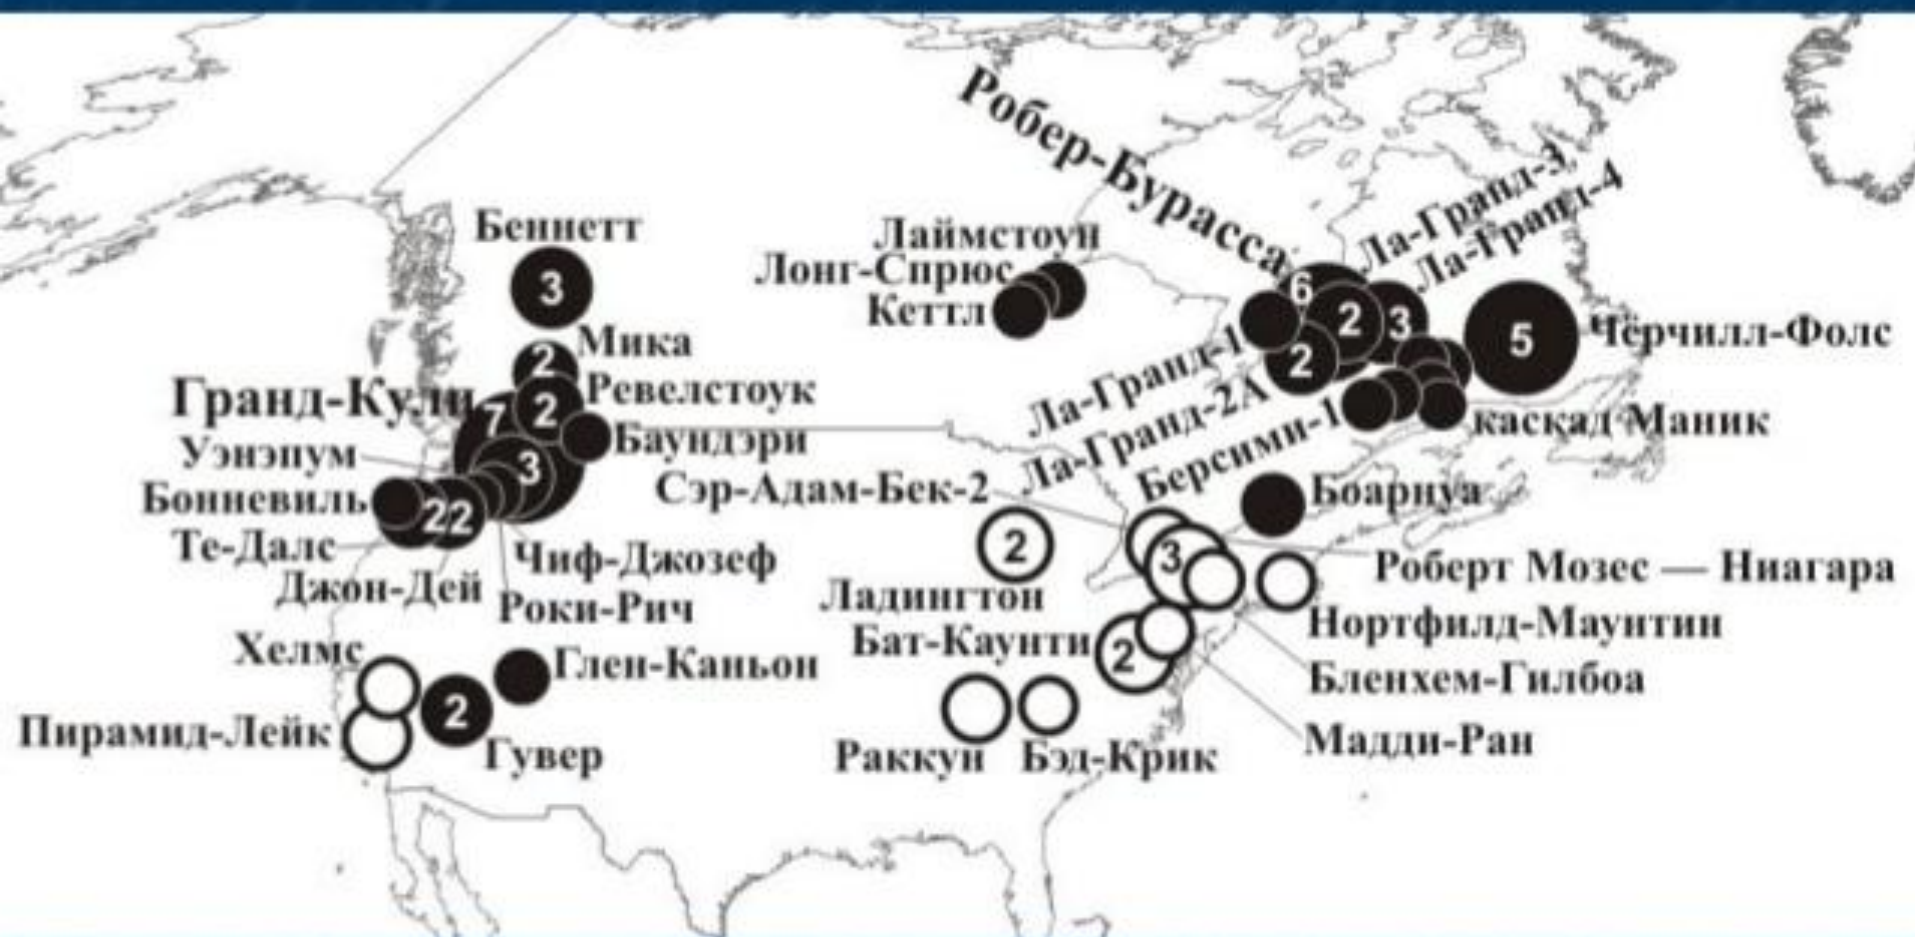 Робер-Бурасса
Ла-Гранд-3
Ла-Гранд-4
Беннетт
3
Лаймстоун
Лонг-Спрюс
Кеттл
6
2
3
5
Чёрчилл-Фолс
2
Мика
2
Ревелстоук
Гранд-Кули
7
Баундэри
Ла-Гранд-1
2
Ла-Гранд-2А
Берсими-1
каскад Маник
Уэнэпум
3
Бонневиль
22
Сэр-Адам-Бек-2
Боарнуа
Те-Далс
Чиф-Джозеф
2
3
Роберт Мозес — Ниагара
Джон-Дей
Роки-Рич
Ладингтон
Нортфилд-Маунтин
Хелмс
Глен-Каньон
Бат-Каунти
2
Бленхем-Гилбоа
Пирамид-Лейк
2
Гувер
Раккун
Бэд-Крик
Мадди-Ран